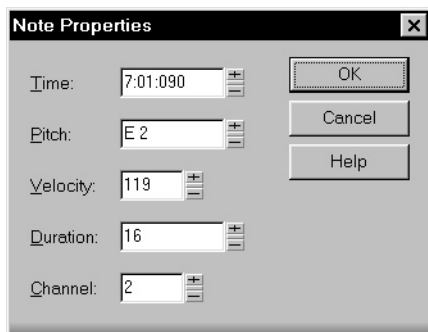 Note Properties
Time: 7:01:090
OK
Pitch: E 2
Cancel
Velocity: 119
Help
Duration: 16
Channel: 2